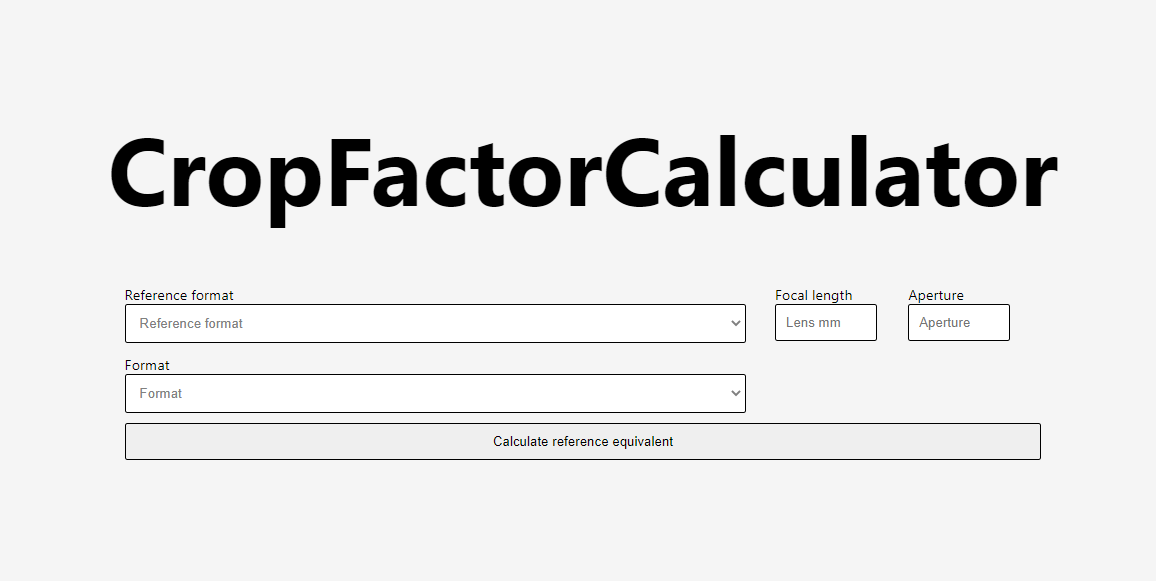 CropFactorCalculator
Reference format Focal length Aperture
Reference format Lens mm Aperture
Format
Format
Calculate reference equivalent